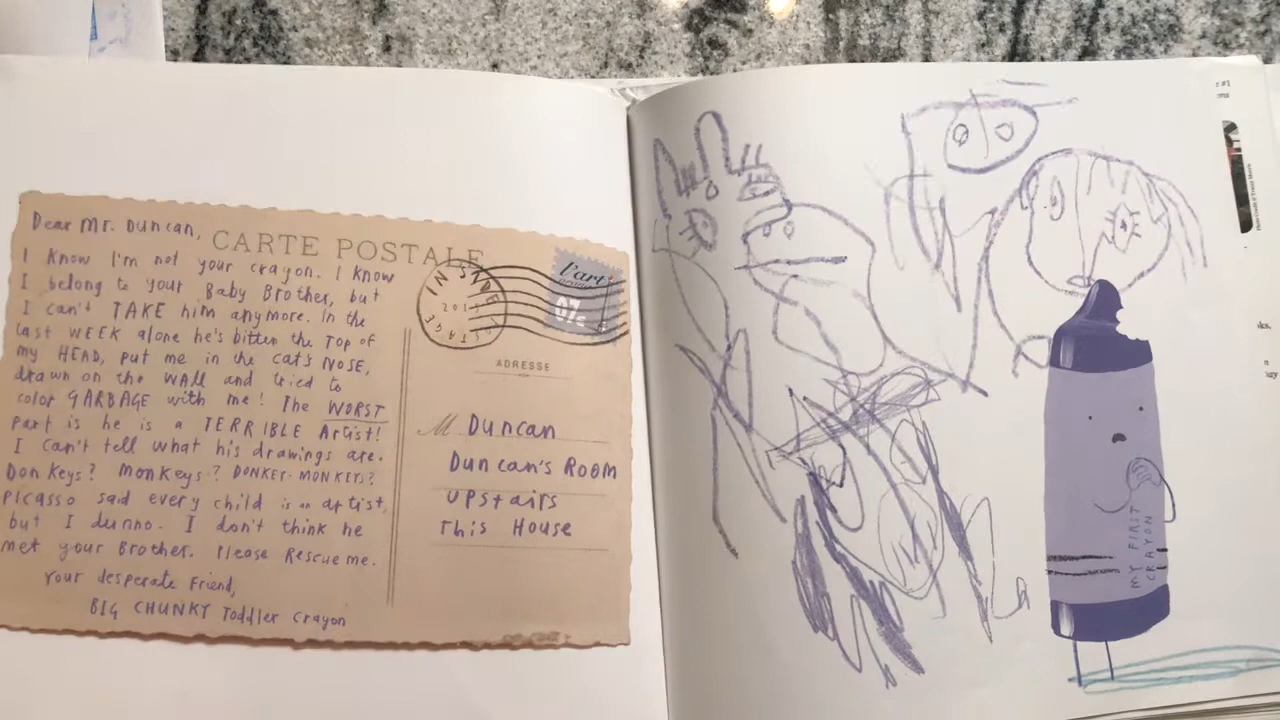 Dear Mr. Duncan,
CARTE POSTALE
I know I'm not your crayon. I know
I belong to your Baby Brother, but
I can't TAKE him anymore. In the
last WEEK alone he's bitten the Top of
my HEAD, put me in the cat's NOSE,
drawn on the WALL and tried to
color GARBAGE with me! The WORST
part is he is a TERRIBLE Artist!
I can't tell what his drawings are.
Donkeys? Monkeys? DONKEY-MONKEYS?
Picasso said every child is an artist,
but I dunno. I don't think he
met your Brother. Please Rescue me.
Your desperate Friend,
BIG CHUNKY Toddler Crayon
L'art
07c
ADRESSE
M Duncan
Duncan's Room
Upstairs
This House
MY FIRST
CRAYON